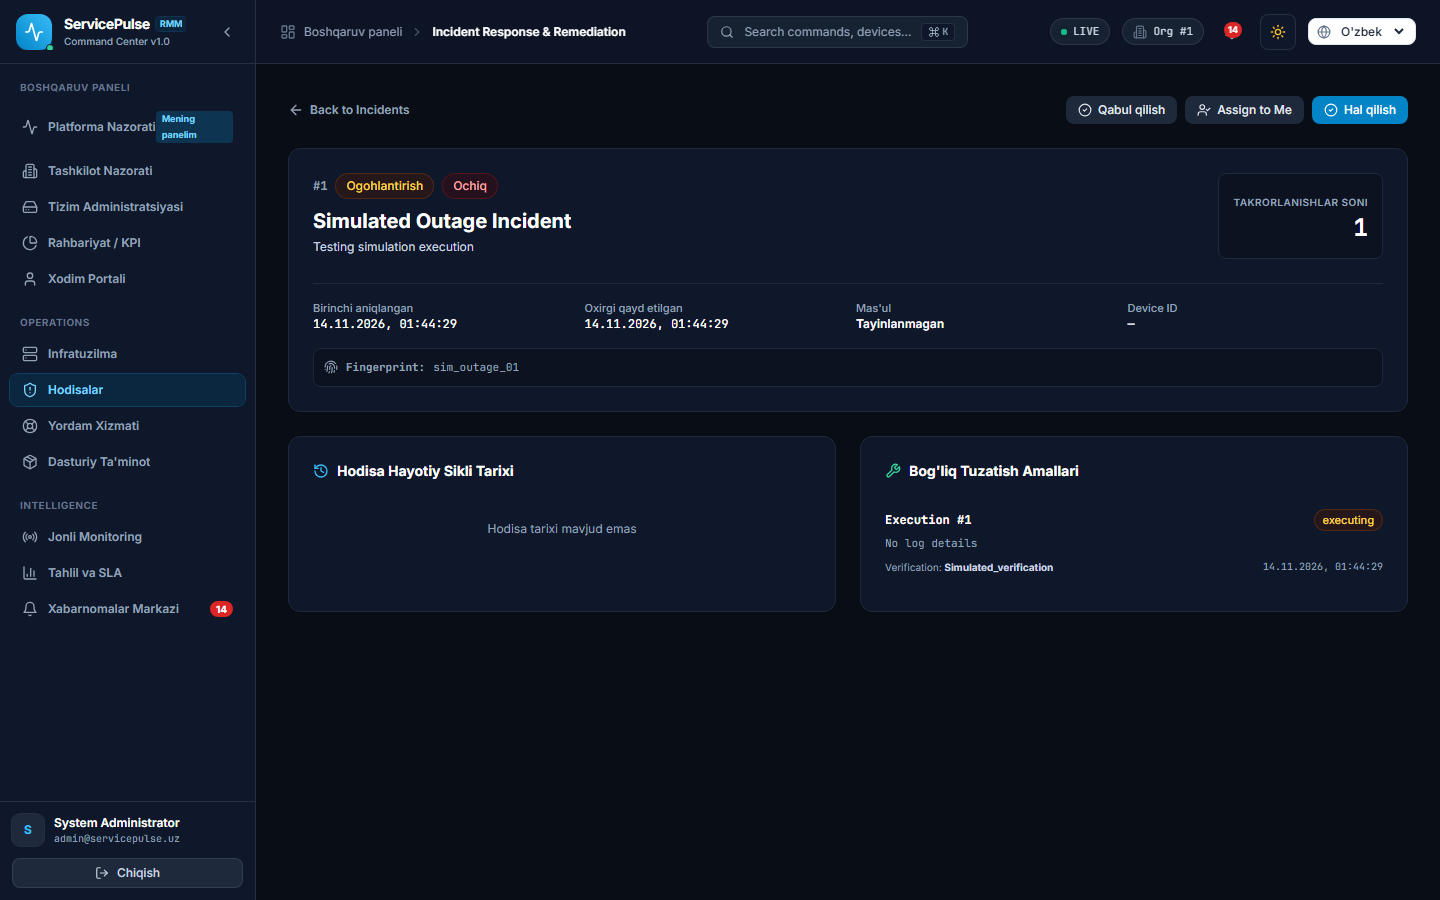 ServicePulse RMM
Command Center v1.0
BOSHQARUV PANELI
Platforma Nazorati Mening panelim
Tashkilot Nazorati
Tizim Administratsiyasi
Rahbariyat / KPI
Xodim Portali
OPERATIONS
Infratuzilma
Hodisalar
Yordam Xizmati
Dasturiy Ta'minot
INTELLIGENCE
Jonli Monitoring
Tahlil va SLA
Xabarnomalar Markazi 14
S System Administrator
admin@servicepulse.uz
Chiqish
Boshqaruv paneli > Incident Response & Remediation
Search commands, devices... ⌘ K
LIVE
Org #1
14
O'zbek
Back to Incidents
Qabul qilish
Assign to Me
Hal qilish
#1 Ogohlantirish Ochiq
Simulated Outage Incident
Testing simulation execution
TAKRORLANISHLAR SONI
1
Birinchi aniqlangan
14.11.2026, 01:44:29
Oxirgi qayd etilgan
14.11.2026, 01:44:29
Mas'ul
Tayinlanmagan
Device ID
—
Fingerprint: sim_outage_01
Hodisa Hayotiy Sikli Tarixi
Hodisa tarixi mavjud emas
Bog'liq Tuzatish Amallari
Execution #1 executing
No log details
Verification: Simulated_verification 14.11.2026, 01:44:29